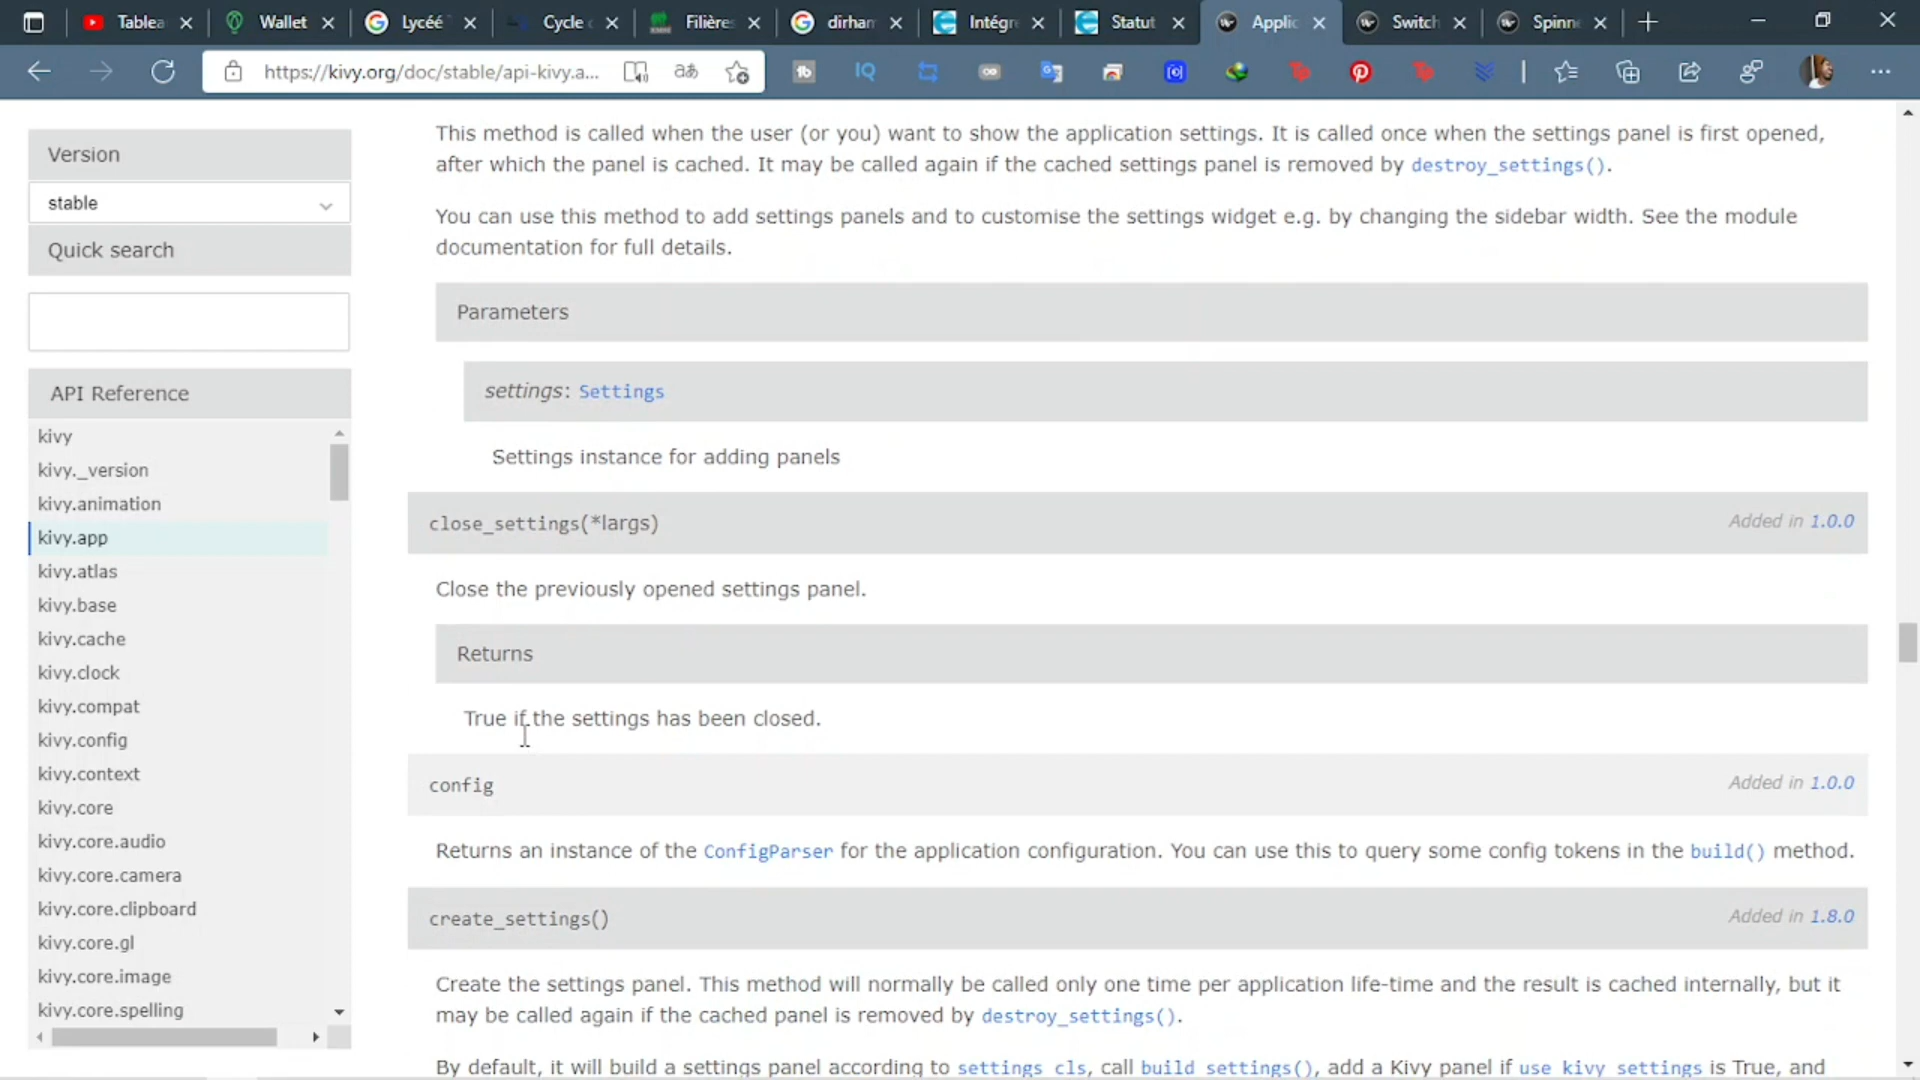 Tablea
Wallet
Lycéé
Cycle
Filières
dirham
Intégr
Statut
Applic
Switch
Spinn
https://kivy.org/doc/stable/api-kivy.a...
Version
stable
Quick search
API Reference
kivy
kivy._version
kivy.animation
kivy.app
kivy.atlas
kivy.base
kivy.cache
kivy.clock
kivy.compat
kivy.config
kivy.context
kivy.core
kivy.core.audio
kivy.core.camera
kivy.core.clipboard
kivy.core.gl
kivy.core.image
kivy.core.spelling
This method is called when the user (or you) want to show the application settings. It is called once when the settings panel is first opened,
after which the panel is cached. It may be called again if the cached settings panel is removed by destroy_settings().
You can use this method to add settings panels and to customise the settings widget e.g. by changing the sidebar width. See the module
documentation for full details.
Parameters
settings: Settings
Settings instance for adding panels
close_settings(*largs)
Added in 1.0.0
Close the previously opened settings panel.
Returns
True if the settings has been closed.
config
Added in 1.0.0
Returns an instance of the ConfigParser for the application configuration. You can use this to query some config tokens in the build() method.
create_settings()
Added in 1.8.0
Create the settings panel. This method will normally be called only one time per application life-time and the result is cached internally, but it
may be called again if the cached panel is removed by destroy_settings().
By default, it will build a settings panel according to settings_cls, call build_settings(), add a Kivy panel if use_kivy_settings is True, and